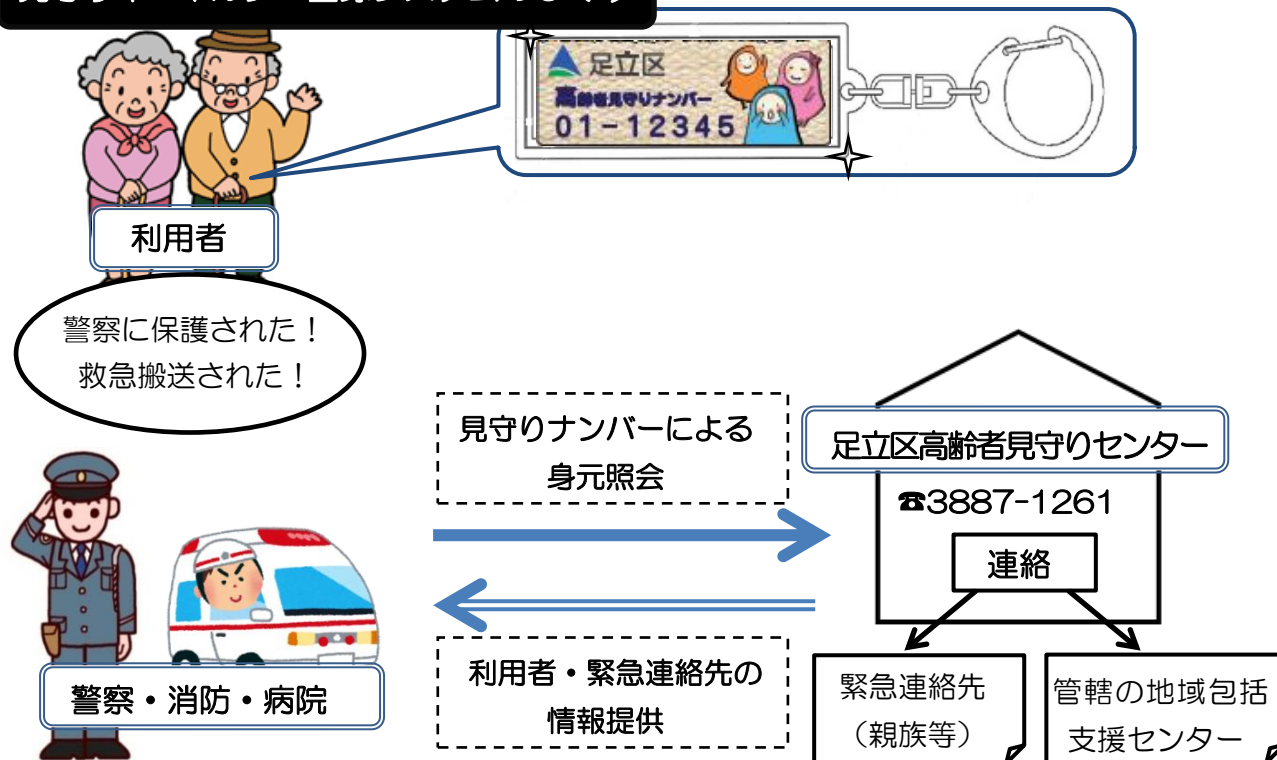 足立区
高齢者見守りナンバー
01-12345
利用者
警察に保護された！
救急搬送された！
見守りナンバーによる
身元照会
足立区高齢者見守りセンター
☎3887-1261
連絡
利用者・緊急連絡先の
情報提供
警察・消防・病院
緊急連絡先
（親族等）
管轄の地域包括
支援センター